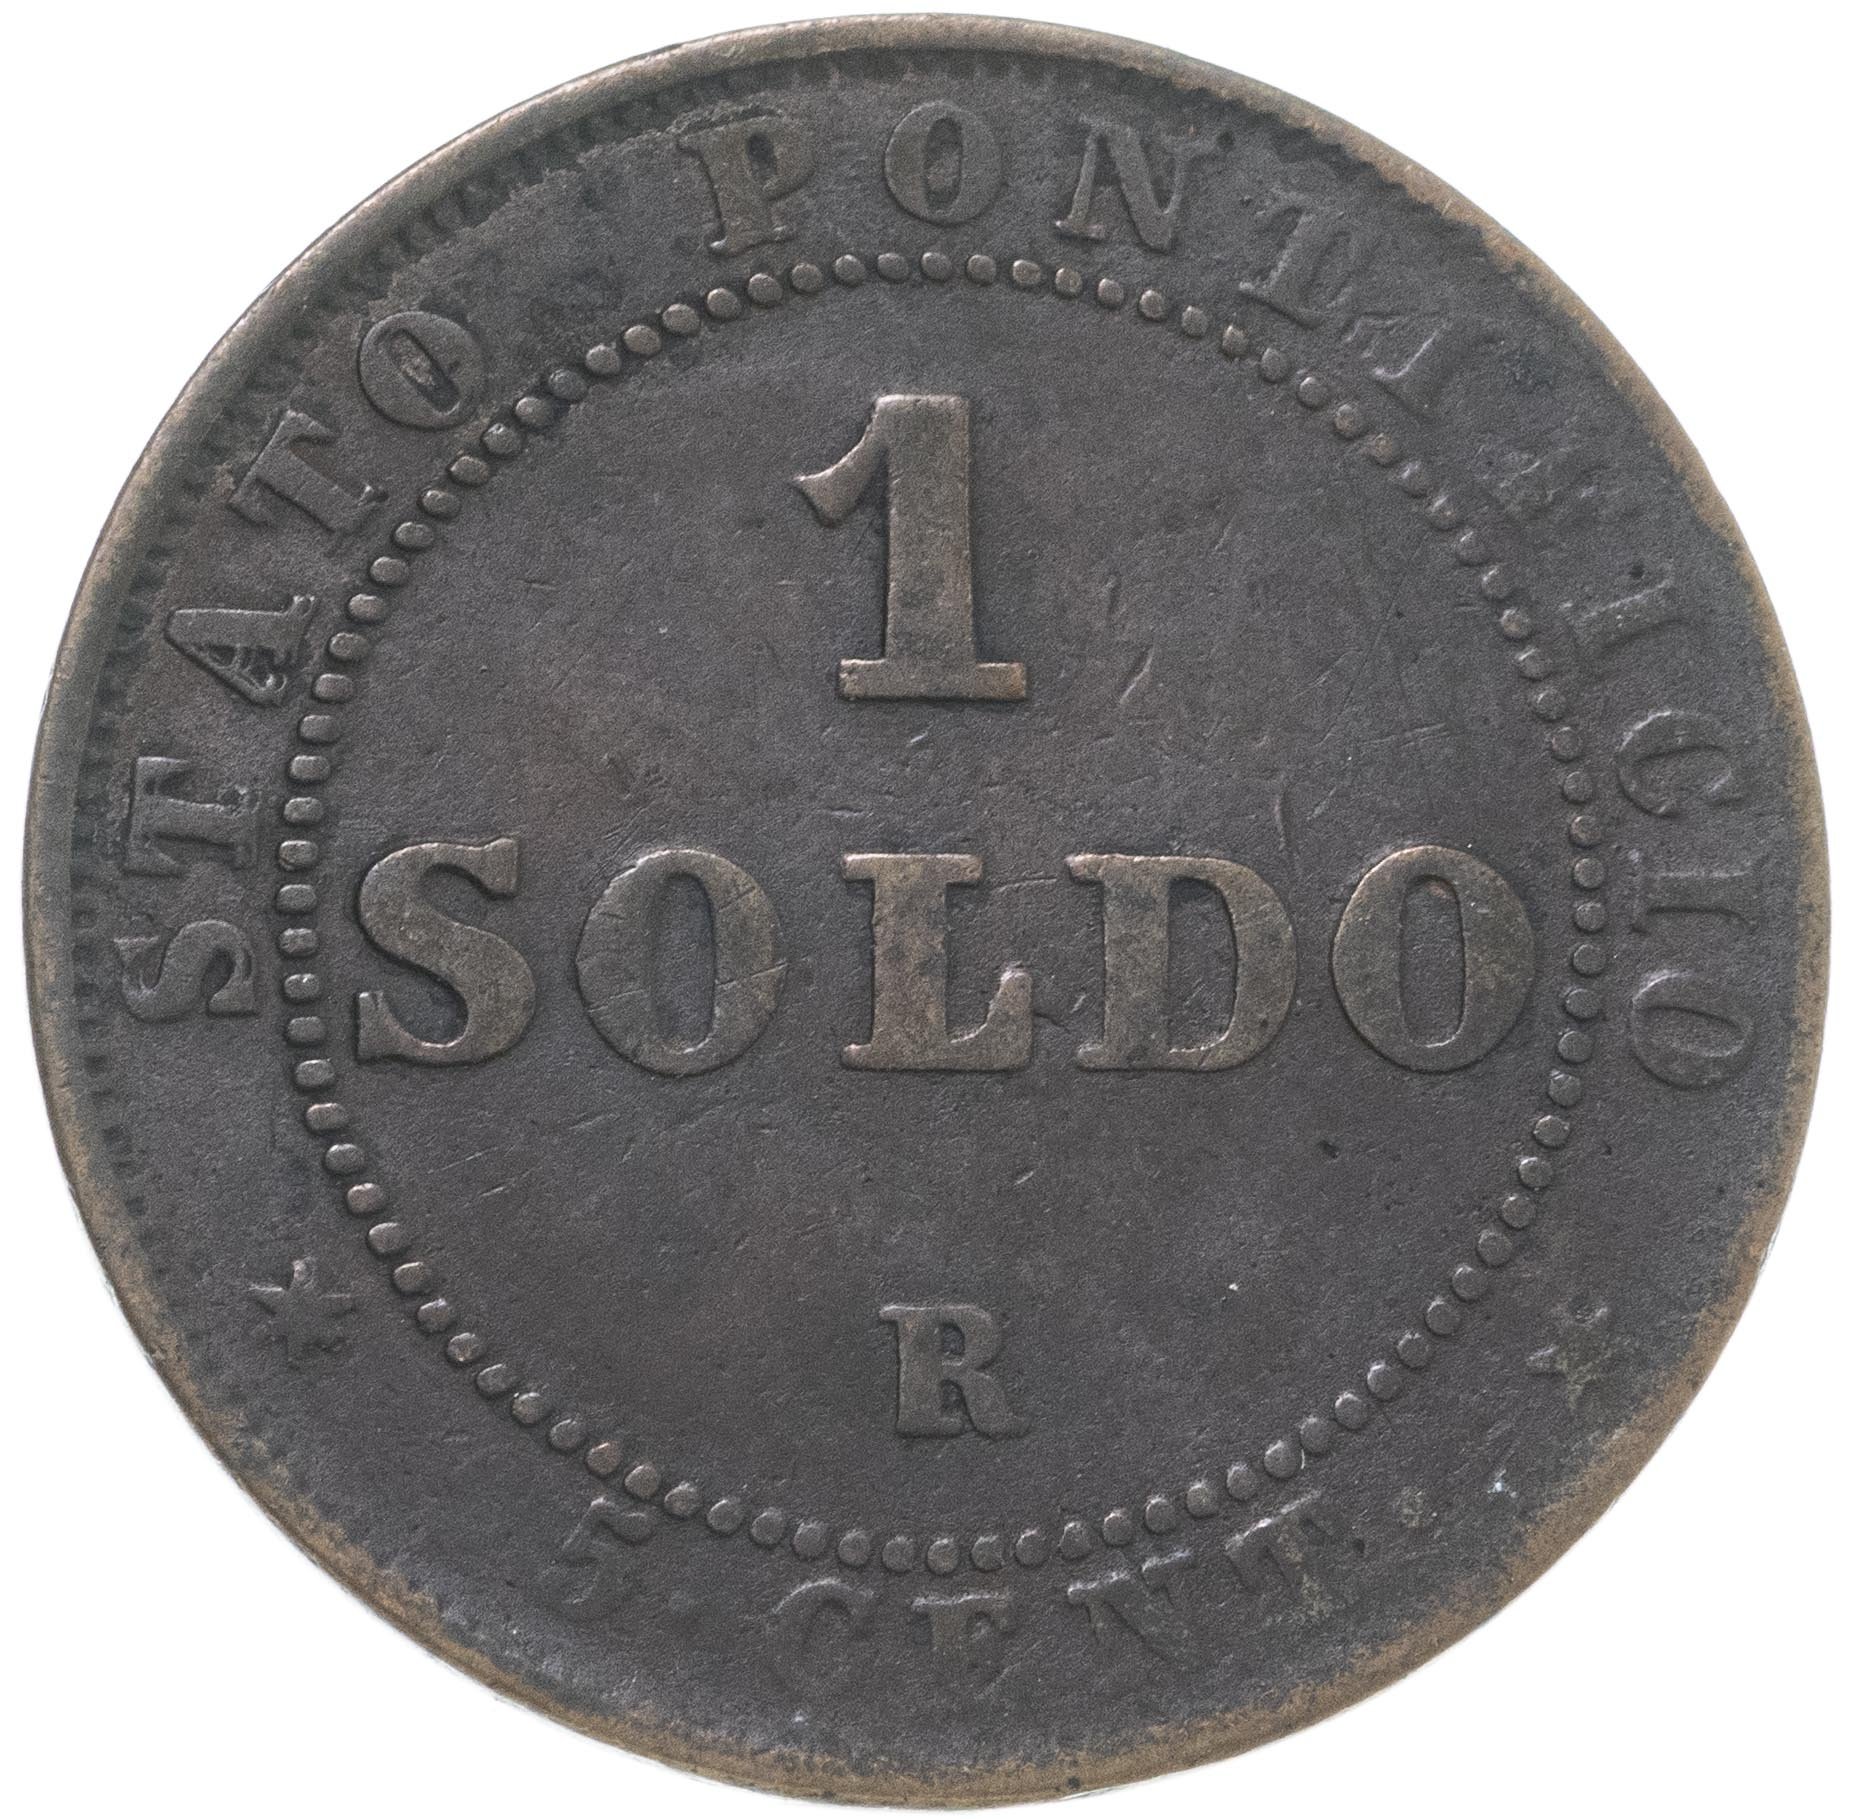 STATO PONTIFICIO
1
SOLDO
R
5. CENT.